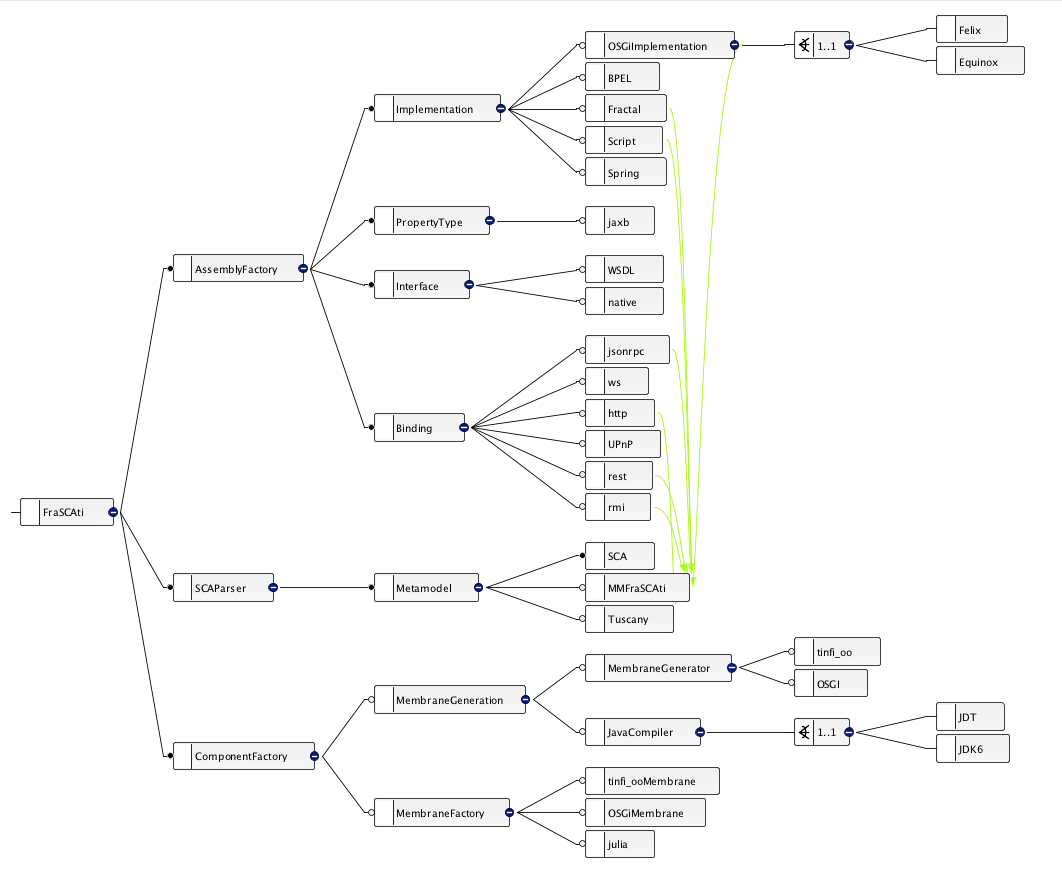 FraSCAti
AssemblyFactory
Implementation
OSGiImplementation
1..1
Felix
Equinox
BPEL
Fractal
Script
Spring
PropertyType
jaxb
Interface
WSDL
native
Binding
jsonrpc
ws
http
UPnP
rest
rmi
SCAParser
Metamodel
SCA
MMFraSCAti
Tuscany
ComponentFactory
MembraneGeneration
MembraneGenerator
tinfi_oo
OSGI
JavaCompiler
1..1
JDT
JDK6
MembraneFactory
tinfi_ooMembrane
OSGiMembrane
julia